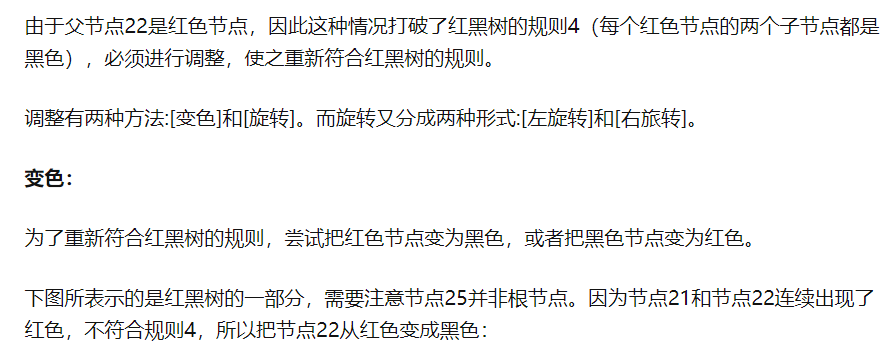 由于父节点22是红色节点，因此这种情况打破了红黑树的规则4（每个红色节点的两个子节点都是
黑色），必须进行调整，使之重新符合红黑树的规则。
调整有两种方法:[变色]和[旋转]。而旋转又分成两种形式:[左旋转]和[右旅转]。
变色：
为了重新符合红黑树的规则，尝试把红色节点变为黑色，或者把黑色节点变为红色。
下图所表示的是红黑树的一部分，需要注意节点25并非根节点。因为节点21和节点22连续出现了
红色，不符合规则4，所以把节点22从红色变成黑色：